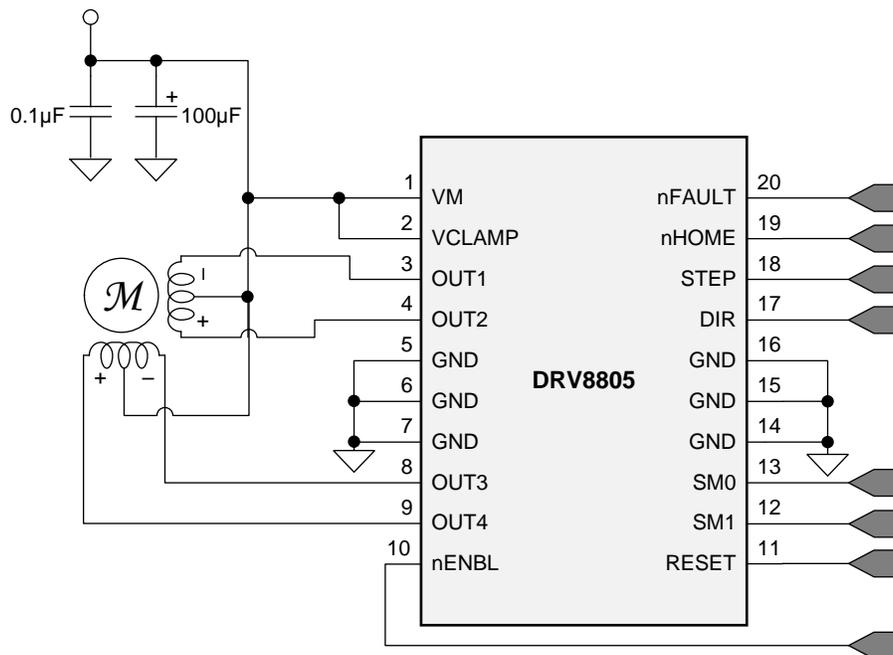 0.1µF
+
100µF
1 VM nFAULT 20
2 VCLAMP nHOME 19
3 OUT1 STEP 18
4 OUT2 DIR 17
5 GND GND 16
DRV8805
6 GND GND 15
7 GND GND 14
8 OUT3 SM0 13
9 OUT4 SM1 12
10 nENBL RESET 11
−
M
+
+ −